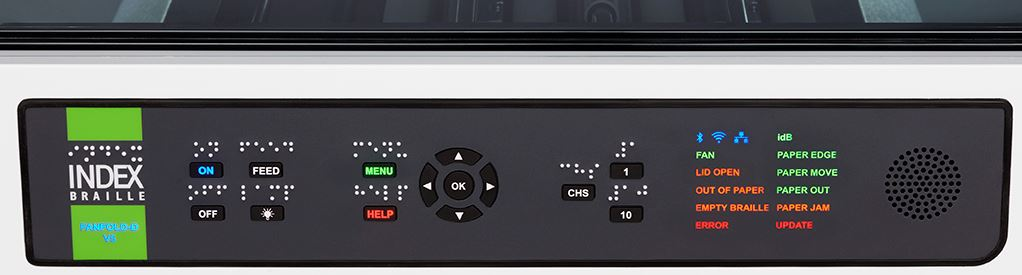 INDEX
BRAILLE
FANFOLD-D
V5
ON
FEED
OFF
MENU
HELP
OK
CHS
1
10
idB
FAN
PAPER EDGE
LID OPEN
PAPER MOVE
OUT OF PAPER
PAPER OUT
EMPTY BRAILLE
PAPER JAM
ERROR
UPDATE